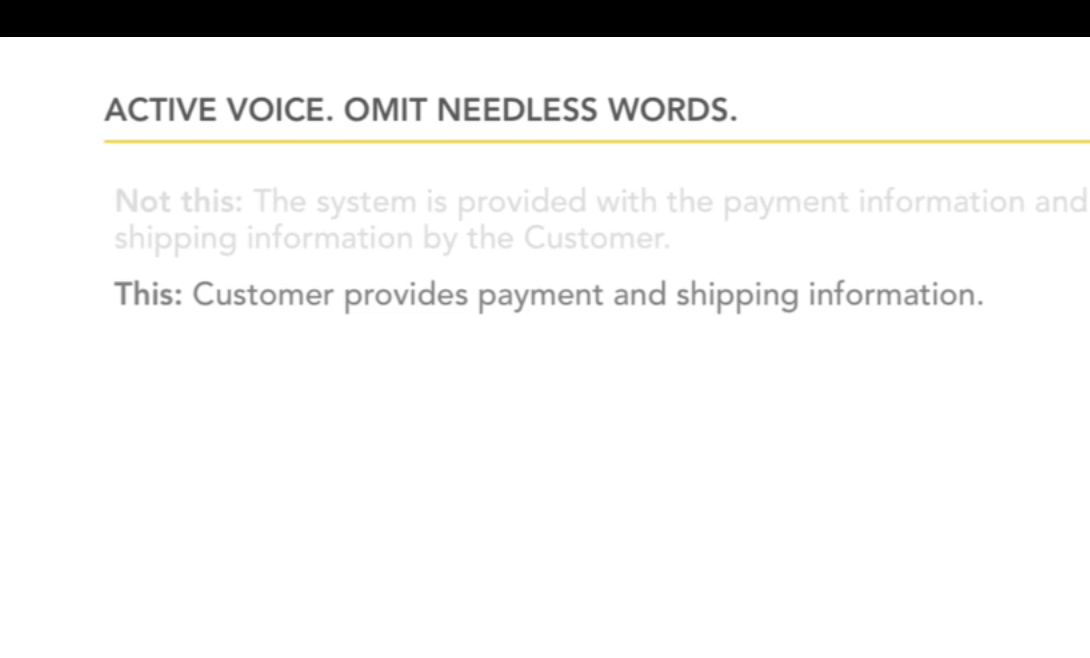 ACTIVE VOICE. OMIT NEEDLESS WORDS.
Not this: The system is provided with the payment information and
shipping information by the Customer.
This: Customer provides payment and shipping information.